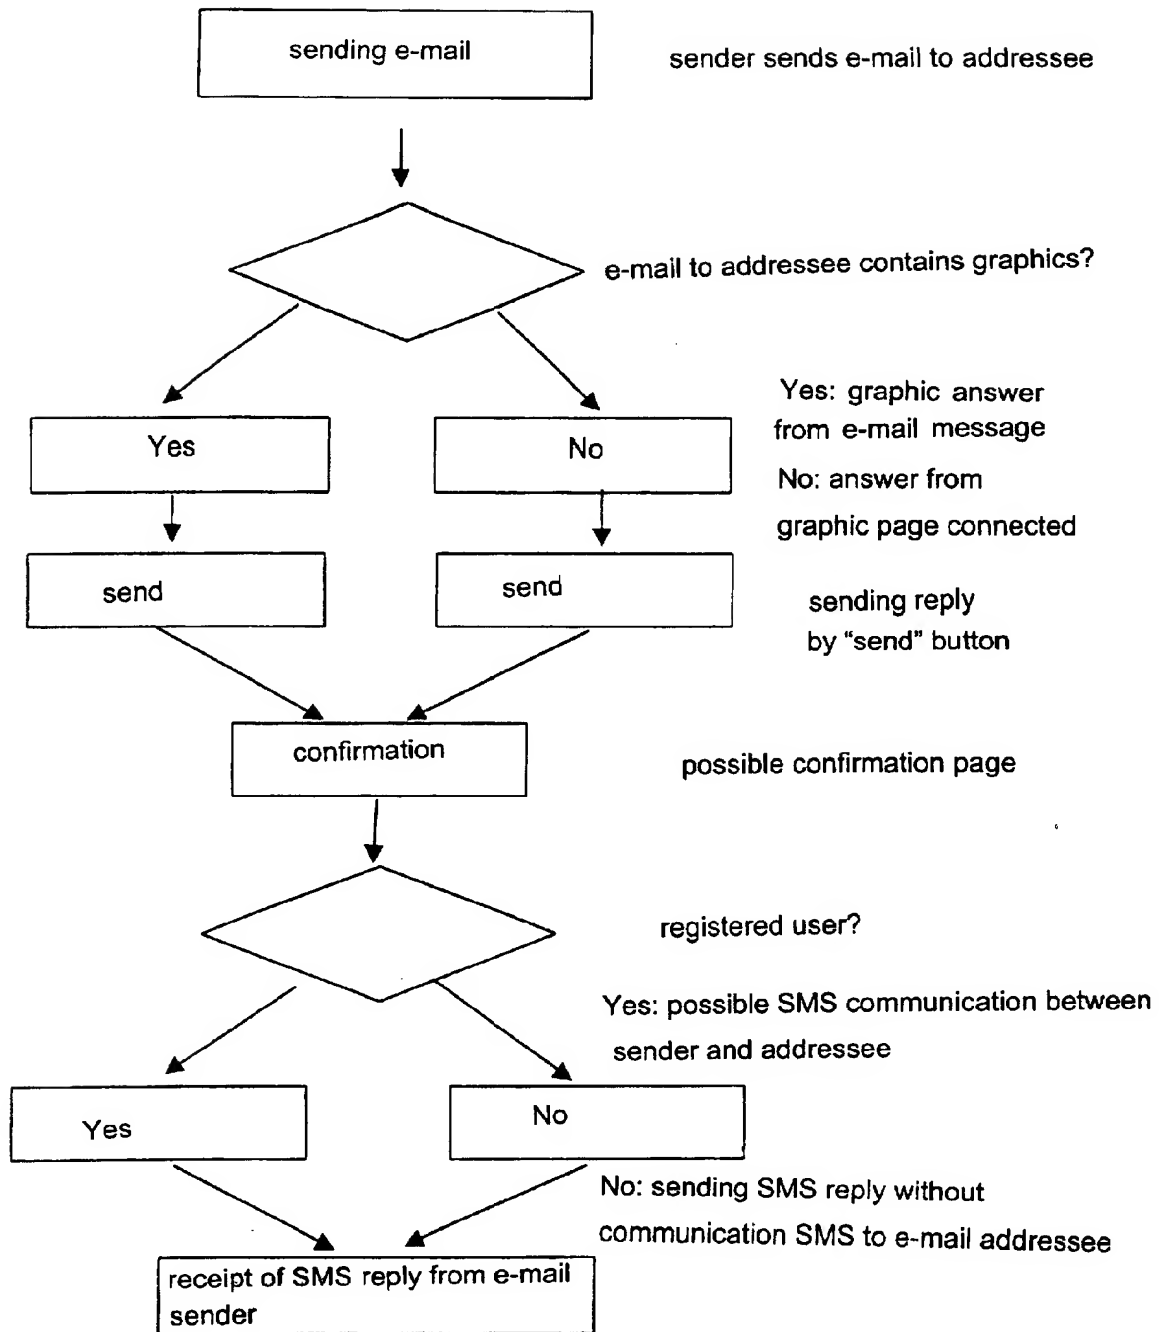 sending e-mail
sender sends e-mail to addressee
e-mail to addressee contains graphics?
Yes
No
Yes: graphic answer
from e-mail message
No: answer from
graphic page connected
send
send
sending reply
by “send” button
confirmation
possible confirmation page
registered user?
Yes: possible SMS communication between
sender and addressee
Yes
No
No: sending SMS reply without
communication SMS to e-mail addressee
receipt of SMS reply from e-mail
sender